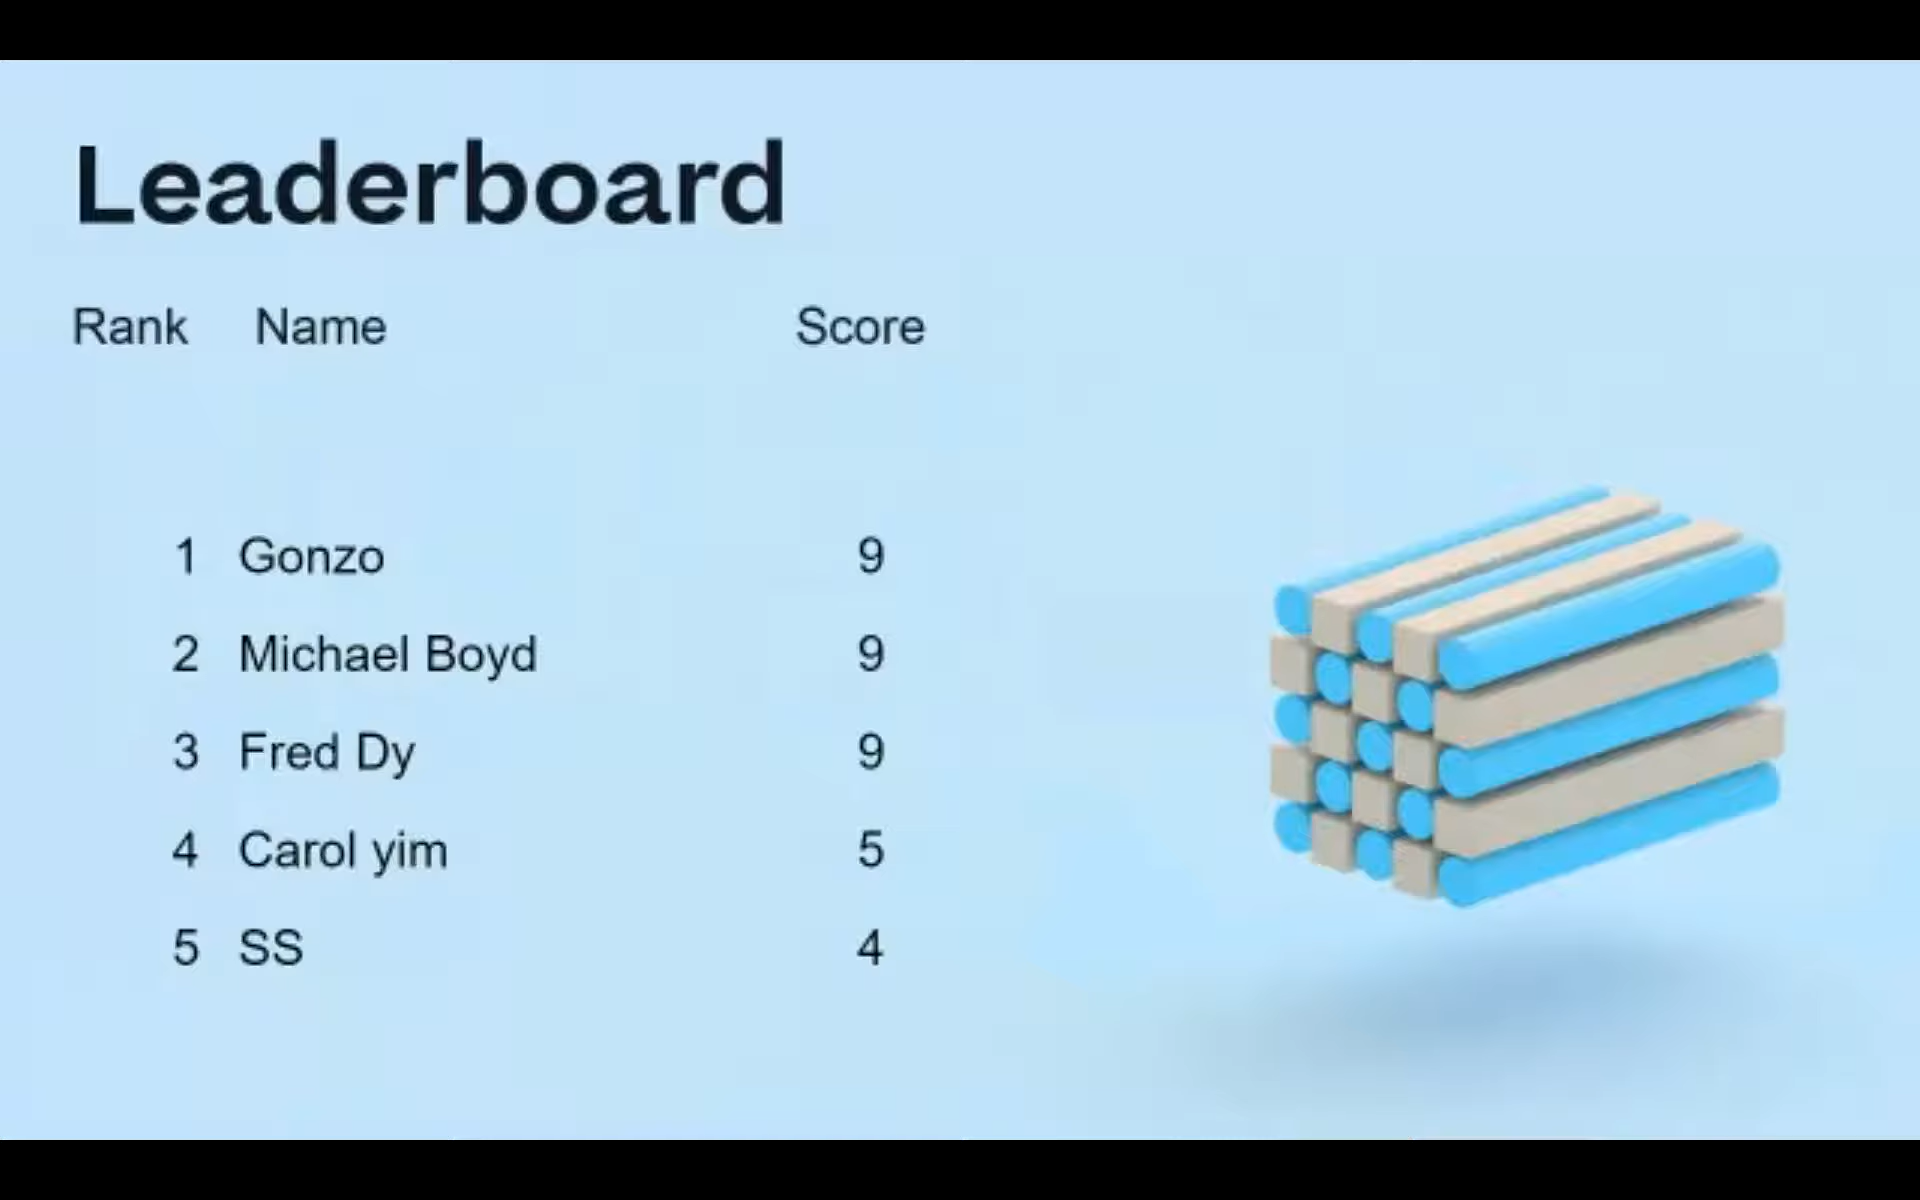 Leaderboard
Rank Name Score
1 Gonzo 9
2 Michael Boyd 9
3 Fred Dy 9
4 Carol yim 5
5 SS 4